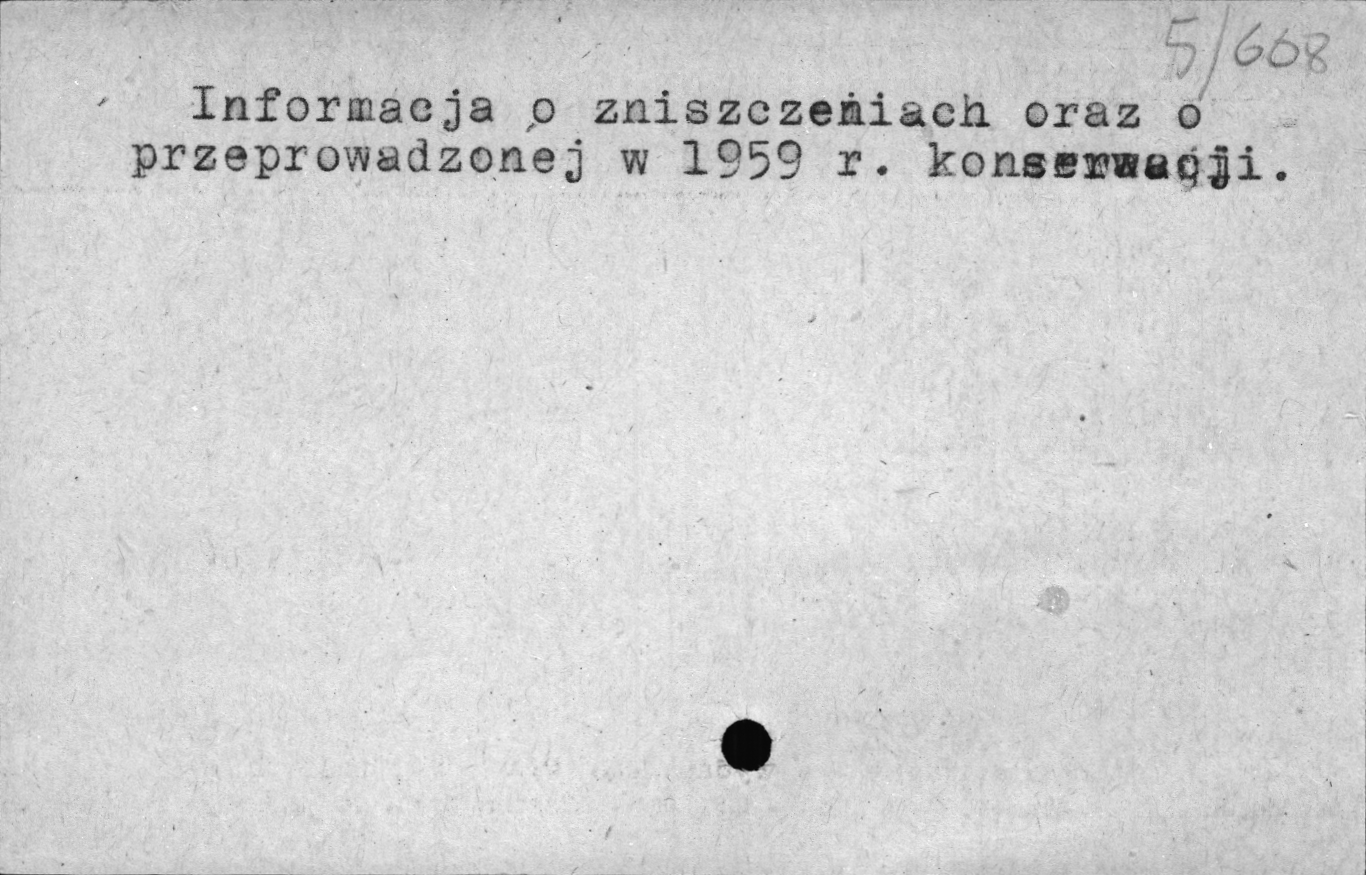 5/668
Informacja o zniszczeniach oraz o
przeprowadzonej w 1959 r. konserwacji.